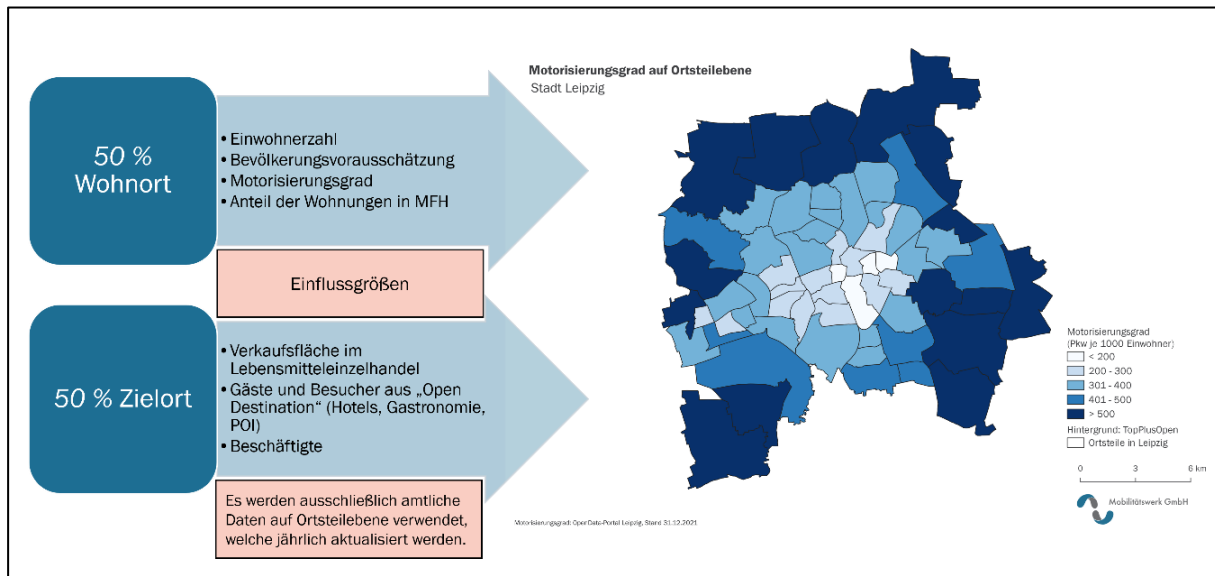 50 %
Wohnort
• Einwohnerzahl
• Bevölkerungsvorausschätzung
• Motorisierungsgrad
• Anteil der Wohnungen in MFH
Einflussgrößen
50 % Zielort
• Verkaufsfläche im
Lebensmitteleinzelhandel
• Gäste und Besucher aus „Open
Destination“ (Hotels, Gastronomie,
POI)
• Beschäftigte
Es werden ausschließlich amtliche
Daten auf Ortsteilebene verwendet,
welche jährlich aktualisiert werden.
Motorisierungsgrad auf Ortsteilebene
Stadt Leipzig
Motorisierungsgrad
(Pkw je 1000 Einwohner)
< 200
200 - 300
301 - 400
401 - 500
> 500
Hintergrund: TopPlusOpen
Ortsteile in Leipzig
0 3 6 km
Mobilitätswerk GmbH
Motorisierungsgrad: OpenData-Portal Leipzig, Stand 31.12.2021